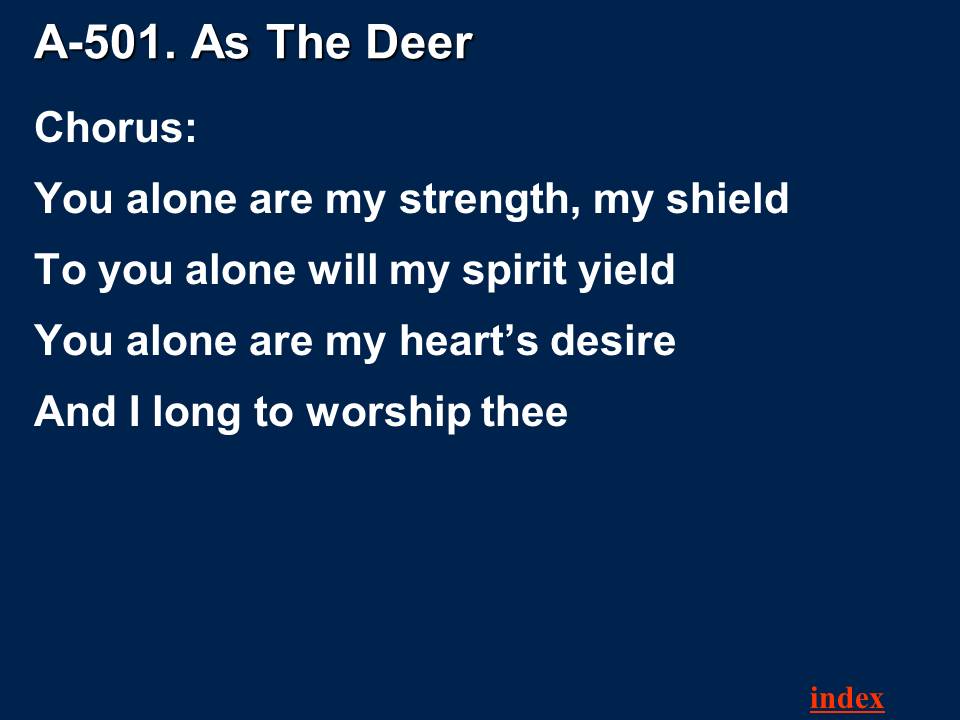 A-501. As The Deer
Chorus:
You alone are my strength, my shield
To you alone will my spirit yield
You alone are my heart’s desire
And I long to worship thee
index